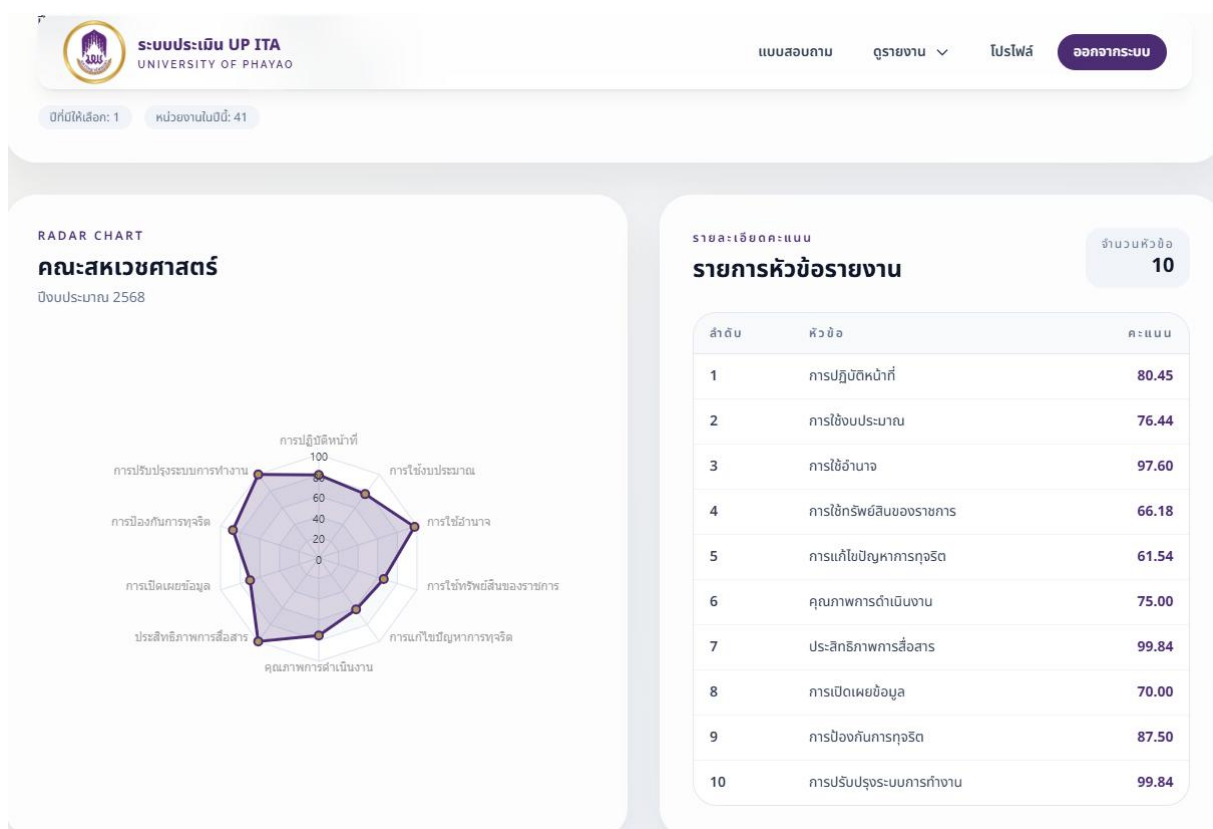 ระบบประเมิน UP ITA
UNIVERSITY OF PHAYAO
แบบสอบถาม ดูรายงาน โปรไฟล์ ออกจากระบบ
ปีที่มีให้เลือก: 1 หน่วยงานในปีนี้: 41
RADAR CHART
คณะสหเวชศาสตร์
ปีงบประมาณ 2568
การปฏิบัติหน้าที่
100
การปรับปรุงระบบการทำงาน
การใช้งบประมาณ
80
60
การป้องกันการทุจริต
40
การใช้อำนาจ
20
0
การเปิดเผยข้อมูล
การใช้ทรัพย์สินของราชการ
ประสิทธิภาพการสื่อสาร
การแก้ไขปัญหาการทุจริต
คุณภาพการดำเนินงาน
รายละเอียดคะแนน
รายการหัวข้อรายงาน
จำนวนหัวข้อ
10
ลำดับ หัวข้อ คะแนน
1 การปฏิบัติหน้าที่ 80.45
2 การใช้งบประมาณ 76.44
3 การใช้อำนาจ 97.60
4 การใช้ทรัพย์สินของราชการ 66.18
5 การแก้ไขปัญหาการทุจริต 61.54
6 คุณภาพการดำเนินงาน 75.00
7 ประสิทธิภาพการสื่อสาร 99.84
8 การเปิดเผยข้อมูล 70.00
9 การป้องกันการทุจริต 87.50
10 การปรับปรุงระบบการทำงาน 99.84